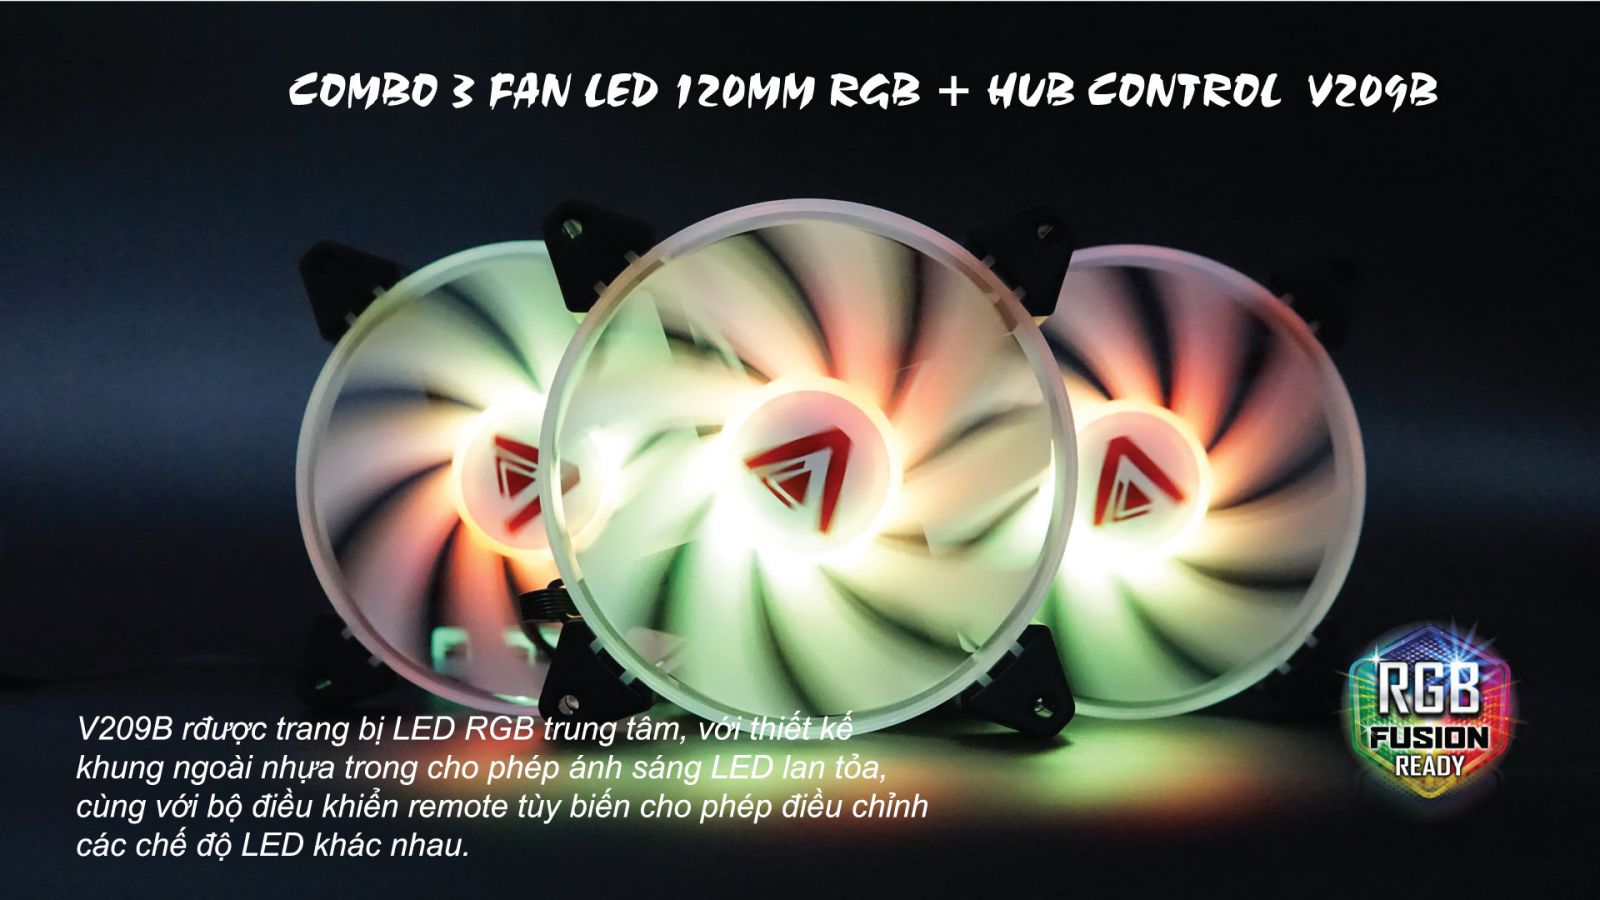 COMBO 3 FAN LED 120MM RGB + HUB CONTROL V209B
V209B rđược trang bị LED RGB trung tâm, với thiết kế
khung ngoài nhựa trong cho phép ánh sáng LED lan tỏa,
cùng với bộ điều khiển remote tùy biến cho phép điều chỉnh
các chế độ LED khác nhau.
RGB
FUSION
READY